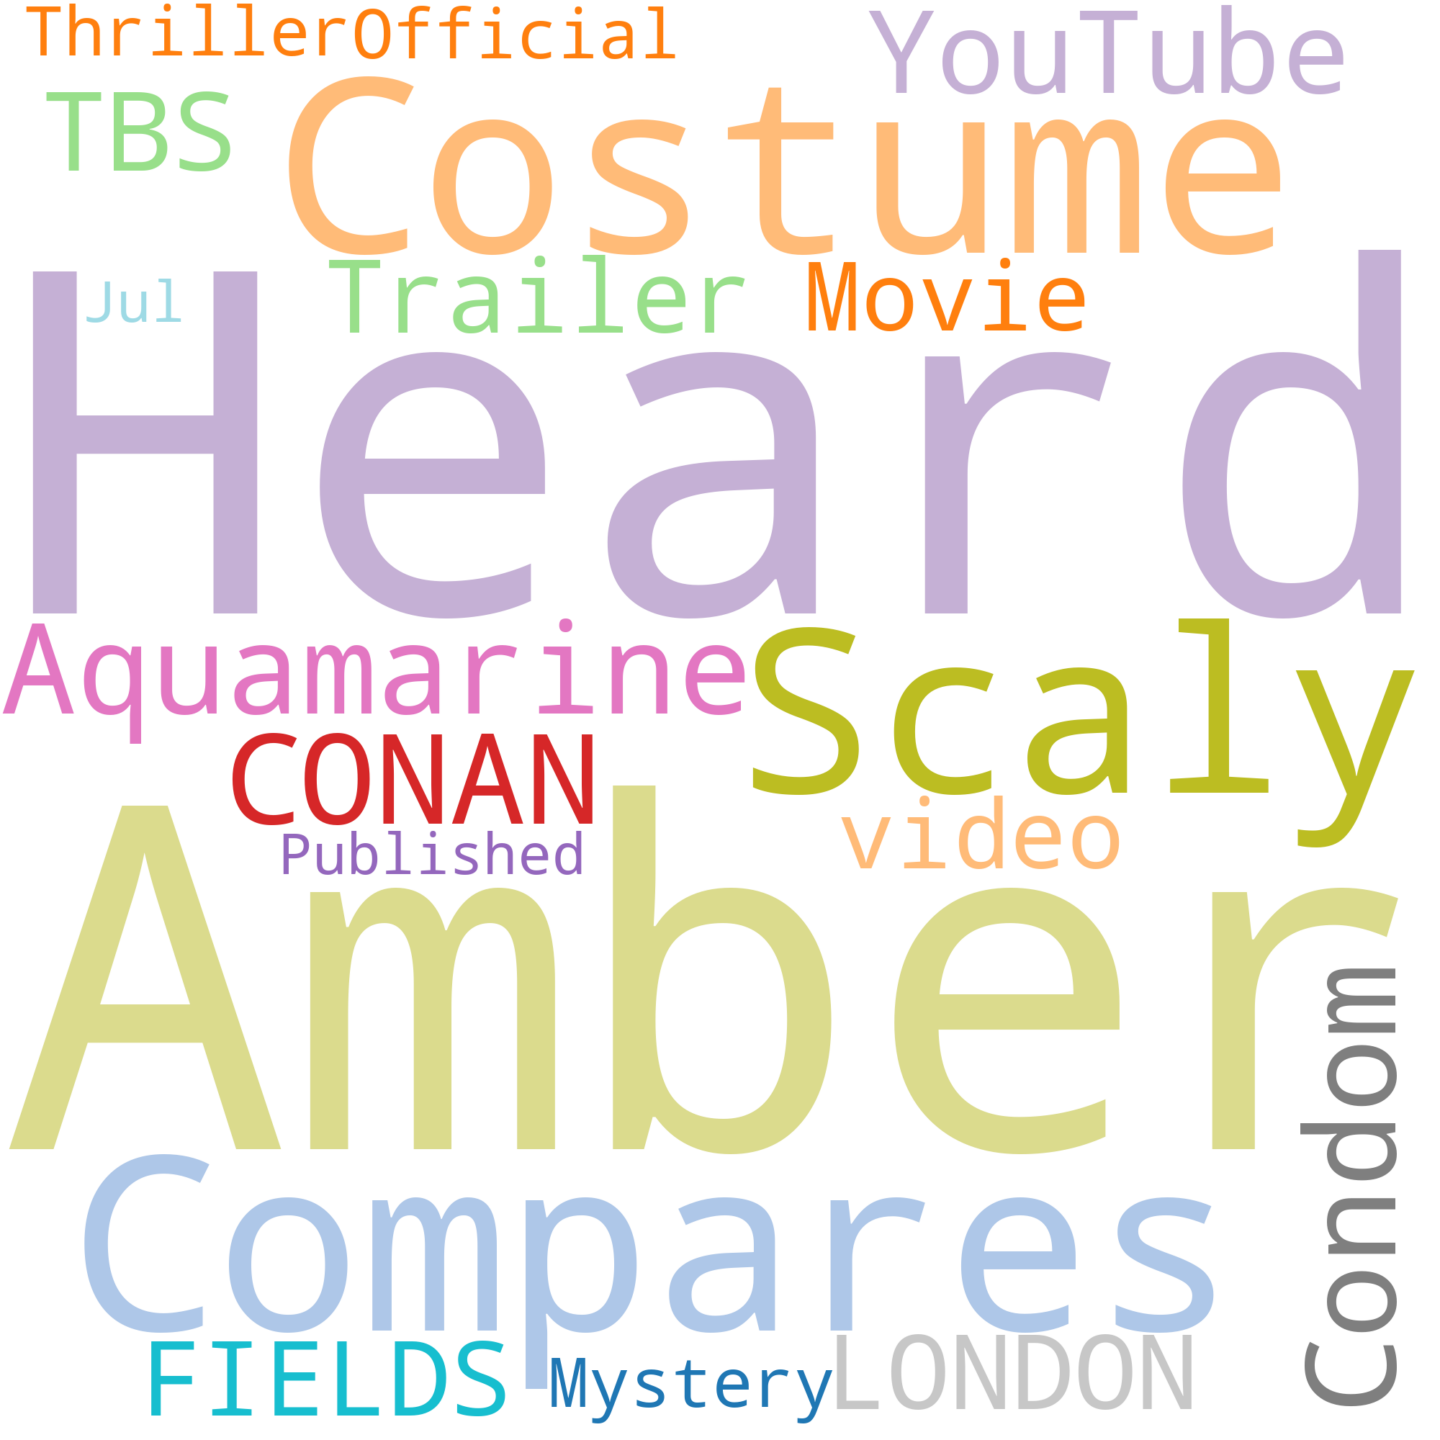 ThrillerOfficial
YouTube
TBS
Costume
Jul
Trailer
Movie
Heard
Aquamarine
Scaly
CONAN
Published
video
Amber
Condom
Compares
FIELDS
Mystery
LONDON